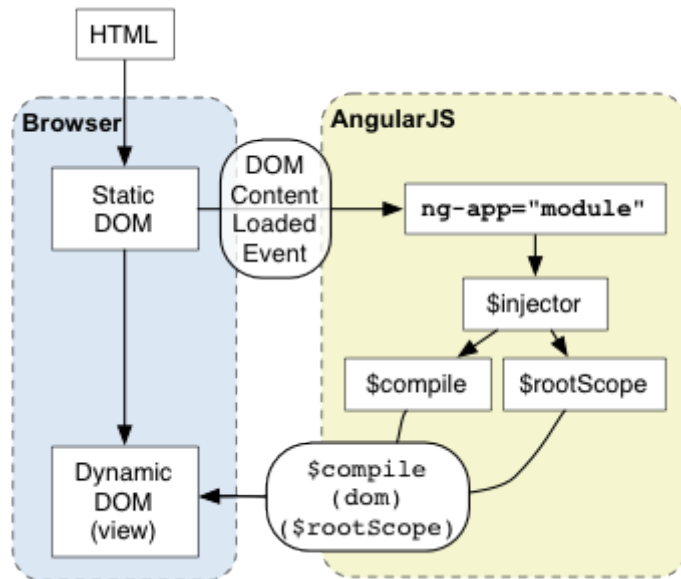 HTML
Browser
AngularJS
Static
DOM
DOM
Content
Loaded
Event
ng-app="module"
$injector
$compile
$rootScope
Dynamic
DOM
(view)
$compile
(dom)
($rootScope)